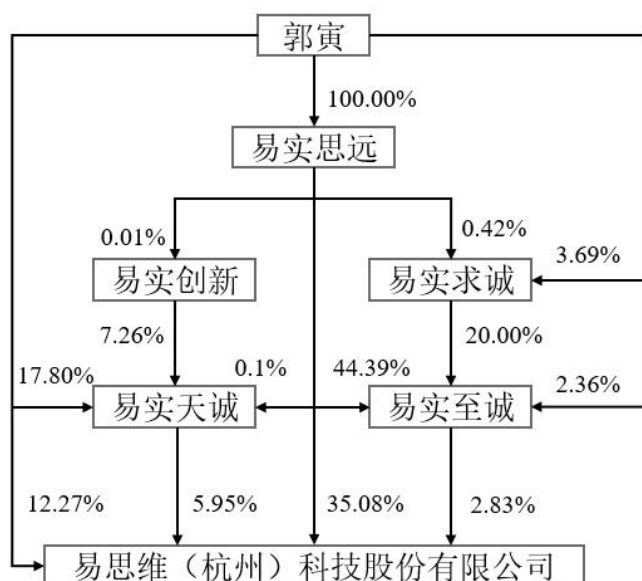 郭寅
100.00%
易实思远
0.01%
0.42%
3.69%
易实创新
易实求诚
7.26%
20.00%
17.80%
0.1%
44.39%
2.36%
易实天诚
易实至诚
12.27%
5.95%
35.08%
2.83%
易思维（杭州）科技股份有限公司